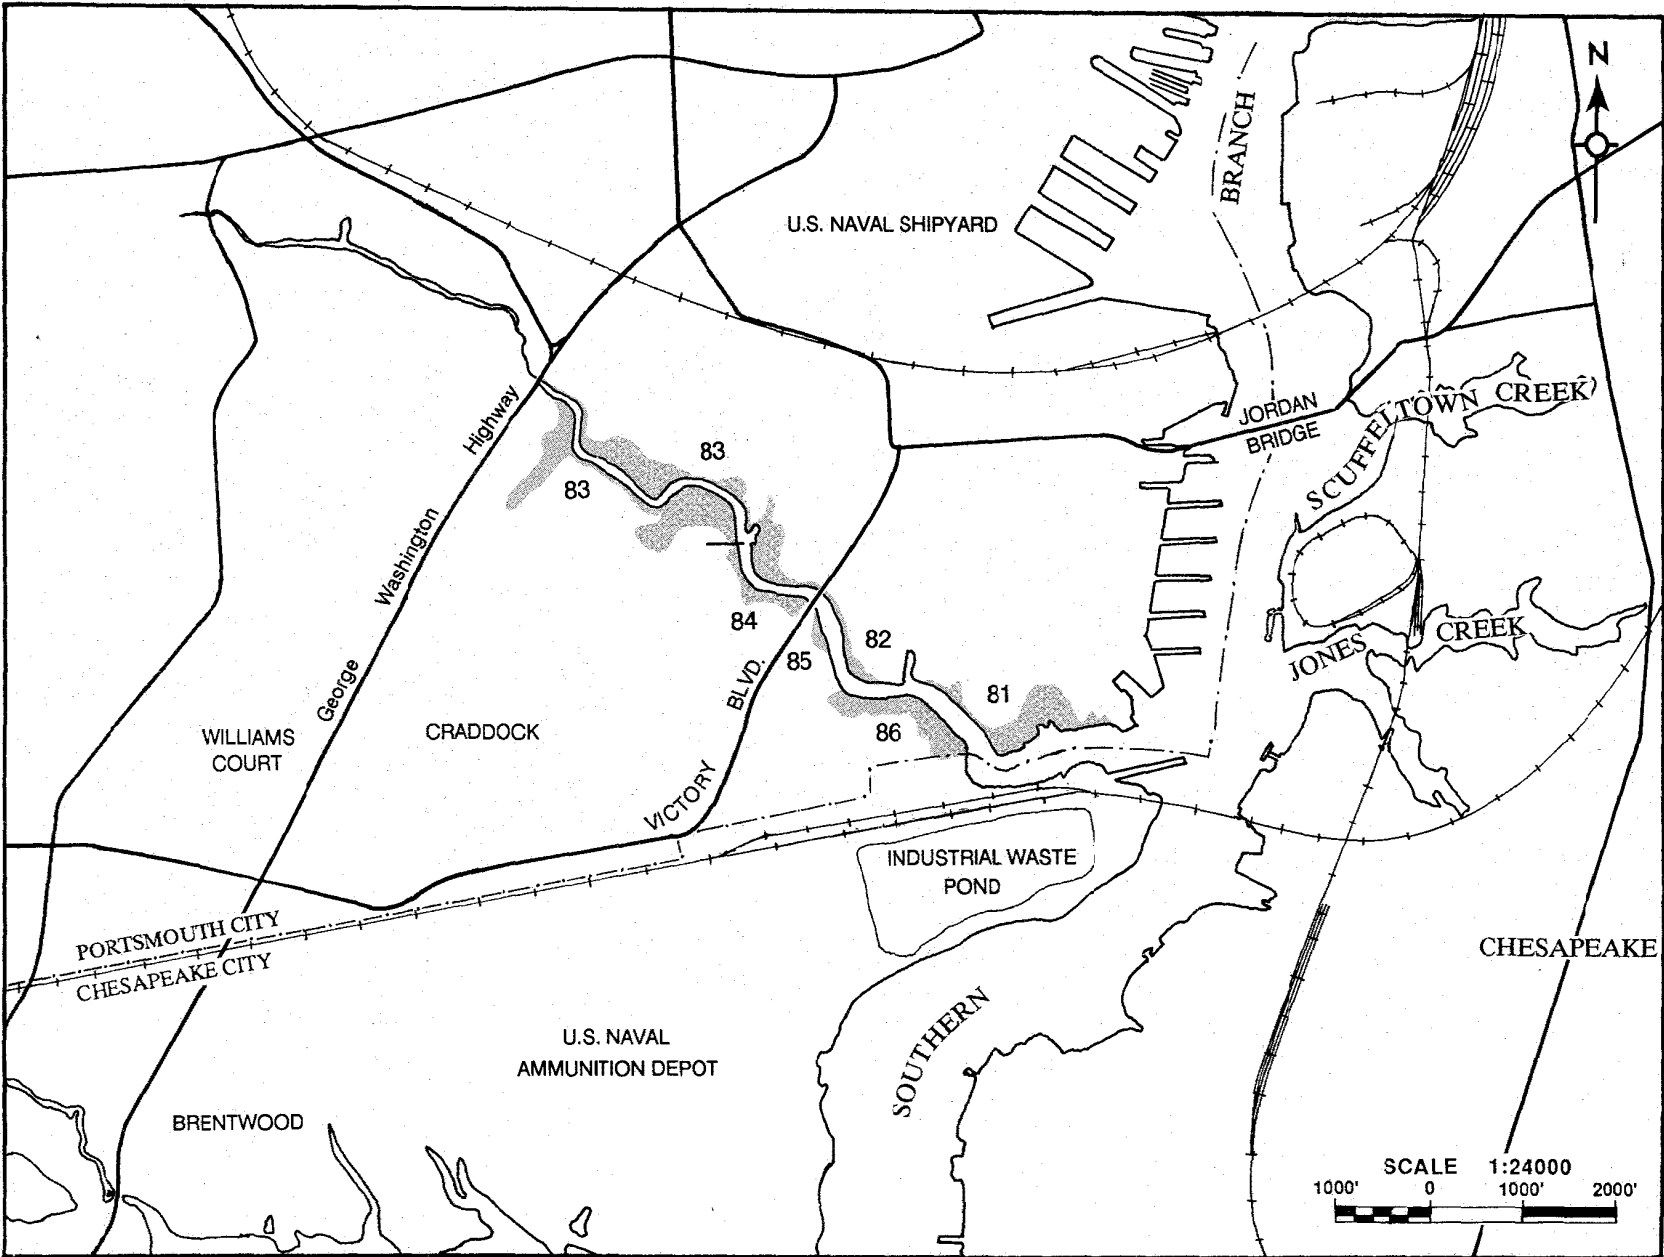 N
BRANCH
U.S. NAVAL SHIPYARD
JORDAN
BRIDGE
SCUFFELTOWN CREEK
Highway
Washington
George
83
83
84
82
85
81
86
JONES
CREEK
BLVD.
VICTORY
WILLIAMS
COURT
CRADDOCK
INDUSTRIAL WASTE
POND
PORTSMOUTH CITY
CHESAPEAKE CITY
CHESAPEAKE
SOUTHERN
U.S. NAVAL
AMMUNITION DEPOT
BRENTWOOD
SCALE 1:24000
1000' 0 1000' 2000'